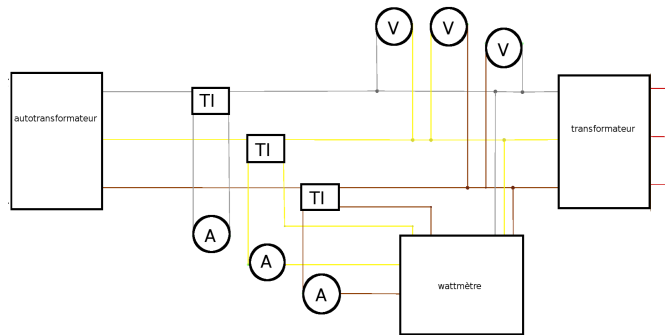 V
V
V
TI
autotransformateur
transformateur
TI
TI
A
A
A
wattmètre